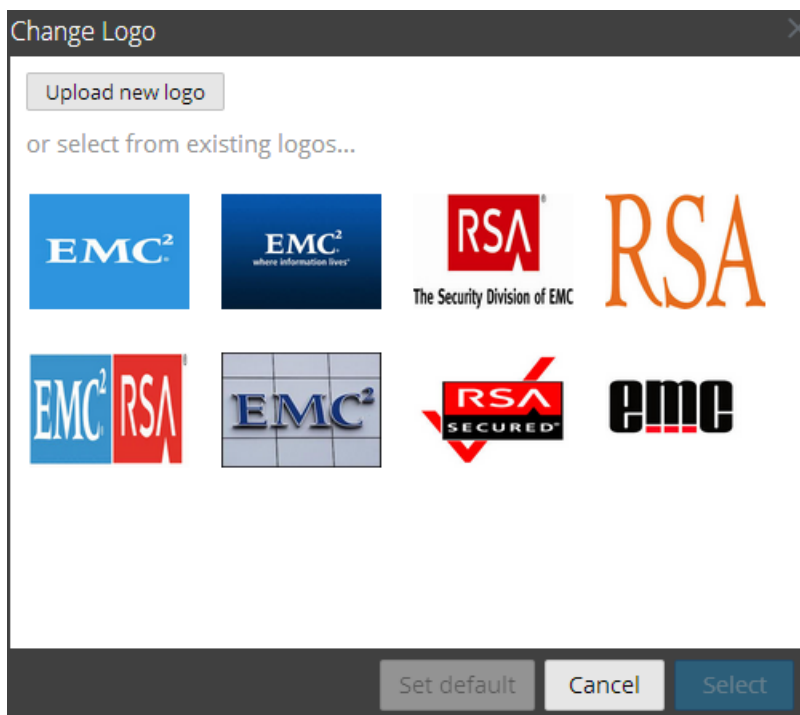 Change Logo
Upload new logo
or select from existing logos...
EMC²
EMC²
where information lives®
RSA®
The Security Division of EMC
RSA
EMC² RSA®
EMC²
RSA
SECURED®
emc
Set default Cancel Select